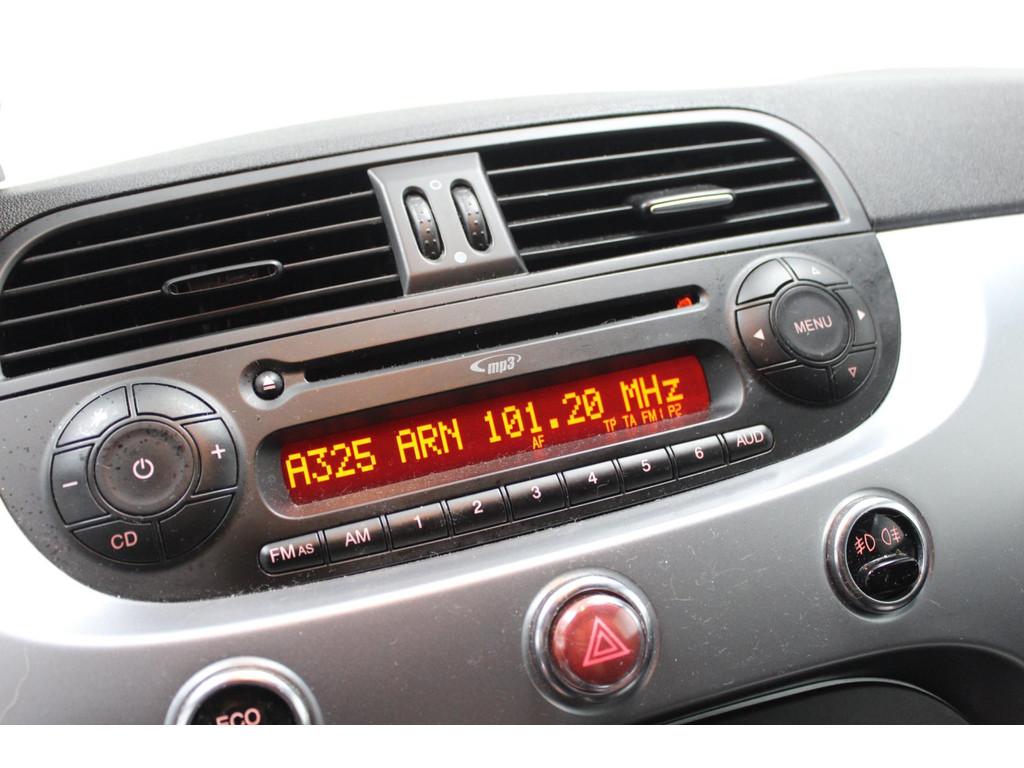 MENU
mp3
A325 ARN 101.20 MHz
AF TP TA FM1 P2
+
−
CD
FM AS AM 1 2 3 4 5 6 AUD
ECO